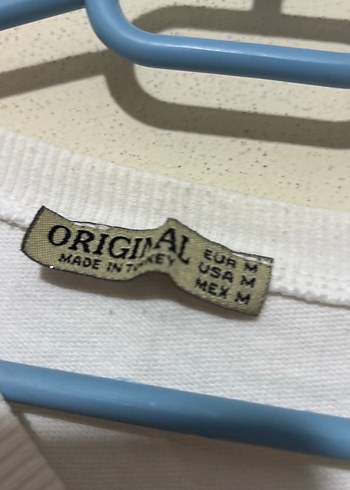 ORIGINAL
MADE IN TURKEY
EUR M
USA M
MEX M